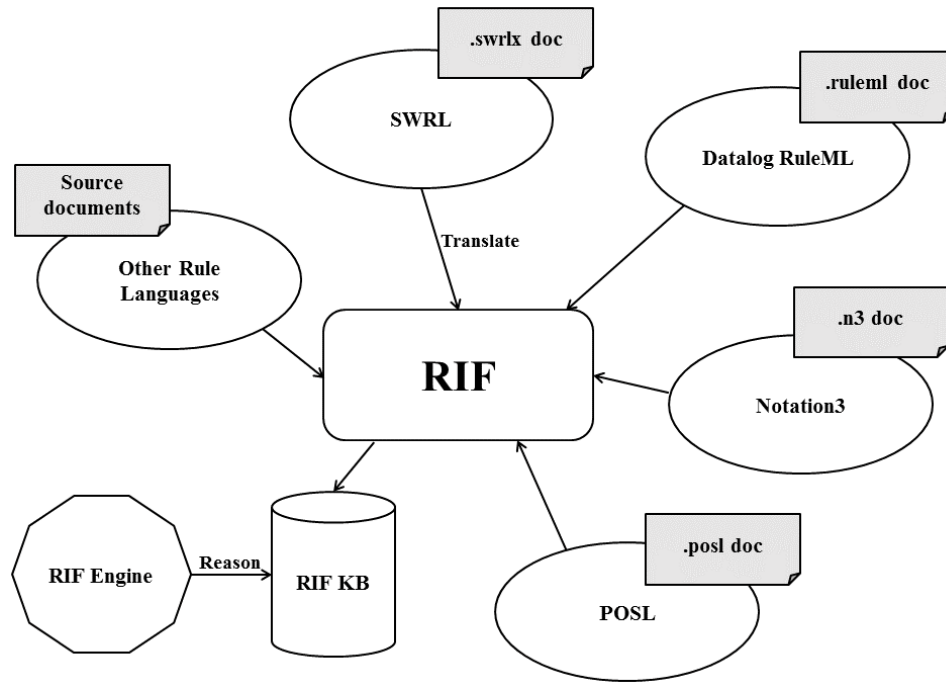 .swrlx doc
SWRL
.ruleml doc
Datalog RuleML
Source
documents
Other Rule
Languages
Translate
.n3 doc
Notation3
RIF
.posl doc
POSL
RIF Engine
Reason
RIF KB